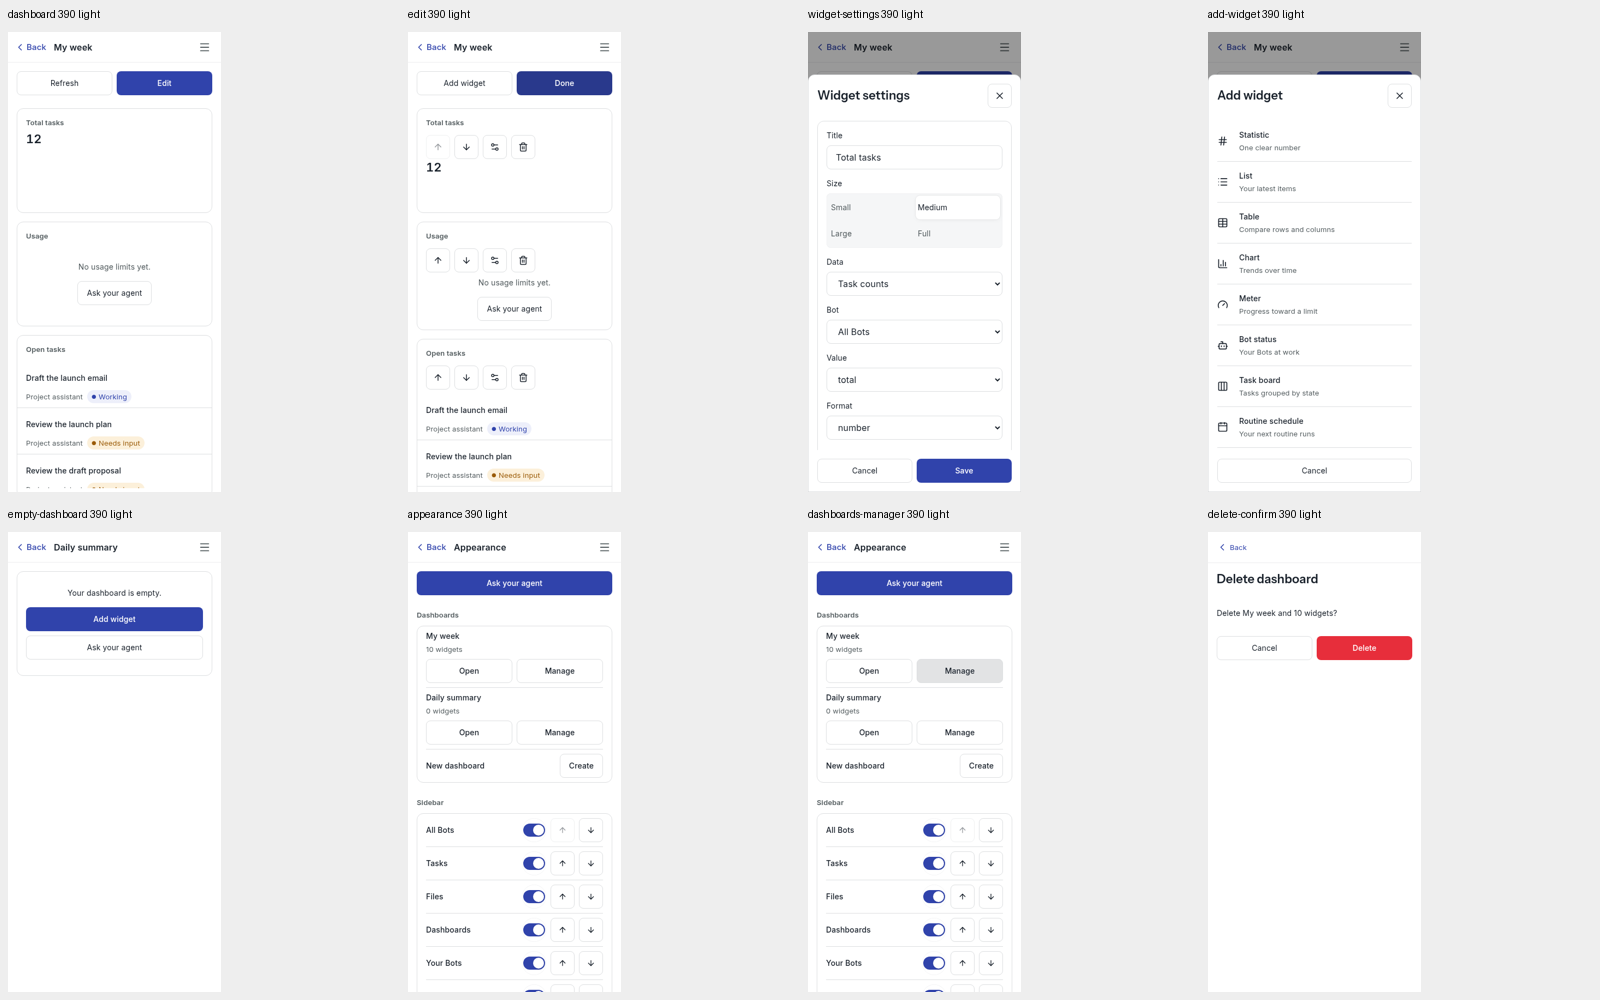 dashboard 390 light
Back My week
Refresh Edit
Total tasks
12
Usage
No usage limits yet.
Ask your agent
Open tasks
Draft the launch email
Project assistant Working
Review the launch plan
Project assistant Needs input
Review the draft proposal
edit 390 light
Back My week
Add widget Done
Total tasks
12
Usage
No usage limits yet.
Ask your agent
Open tasks
Draft the launch email
Project assistant Working
Review the launch plan
Project assistant Needs input
widget-settings 390 light
Back My week
Widget settings
Title
Total tasks
Size
Small Medium
Large Full
Data
Task counts
Bot
All Bots
Value
total
Format
number
Cancel Save
add-widget 390 light
Back My week
Add widget
Statistic
One clear number
List
Your latest items
Table
Compare rows and columns
Chart
Trends over time
Meter
Progress toward a limit
Bot status
Your Bots at work
Task board
Tasks grouped by state
Routine schedule
Your next routine runs
Cancel
empty-dashboard 390 light
Back Daily summary
Your dashboard is empty.
Add widget
Ask your agent
appearance 390 light
Back Appearance
Ask your agent
Dashboards
My week
10 widgets
Open Manage
Daily summary
0 widgets
Open Manage
New dashboard Create
Sidebar
All Bots
Tasks
Files
Dashboards
Your Bots
dashboards-manager 390 light
Back Appearance
Ask your agent
Dashboards
My week
10 widgets
Open Manage
Daily summary
0 widgets
Open Manage
New dashboard Create
Sidebar
All Bots
Tasks
Files
Dashboards
Your Bots
delete-confirm 390 light
Back
Delete dashboard
Delete My week and 10 widgets?
Cancel Delete